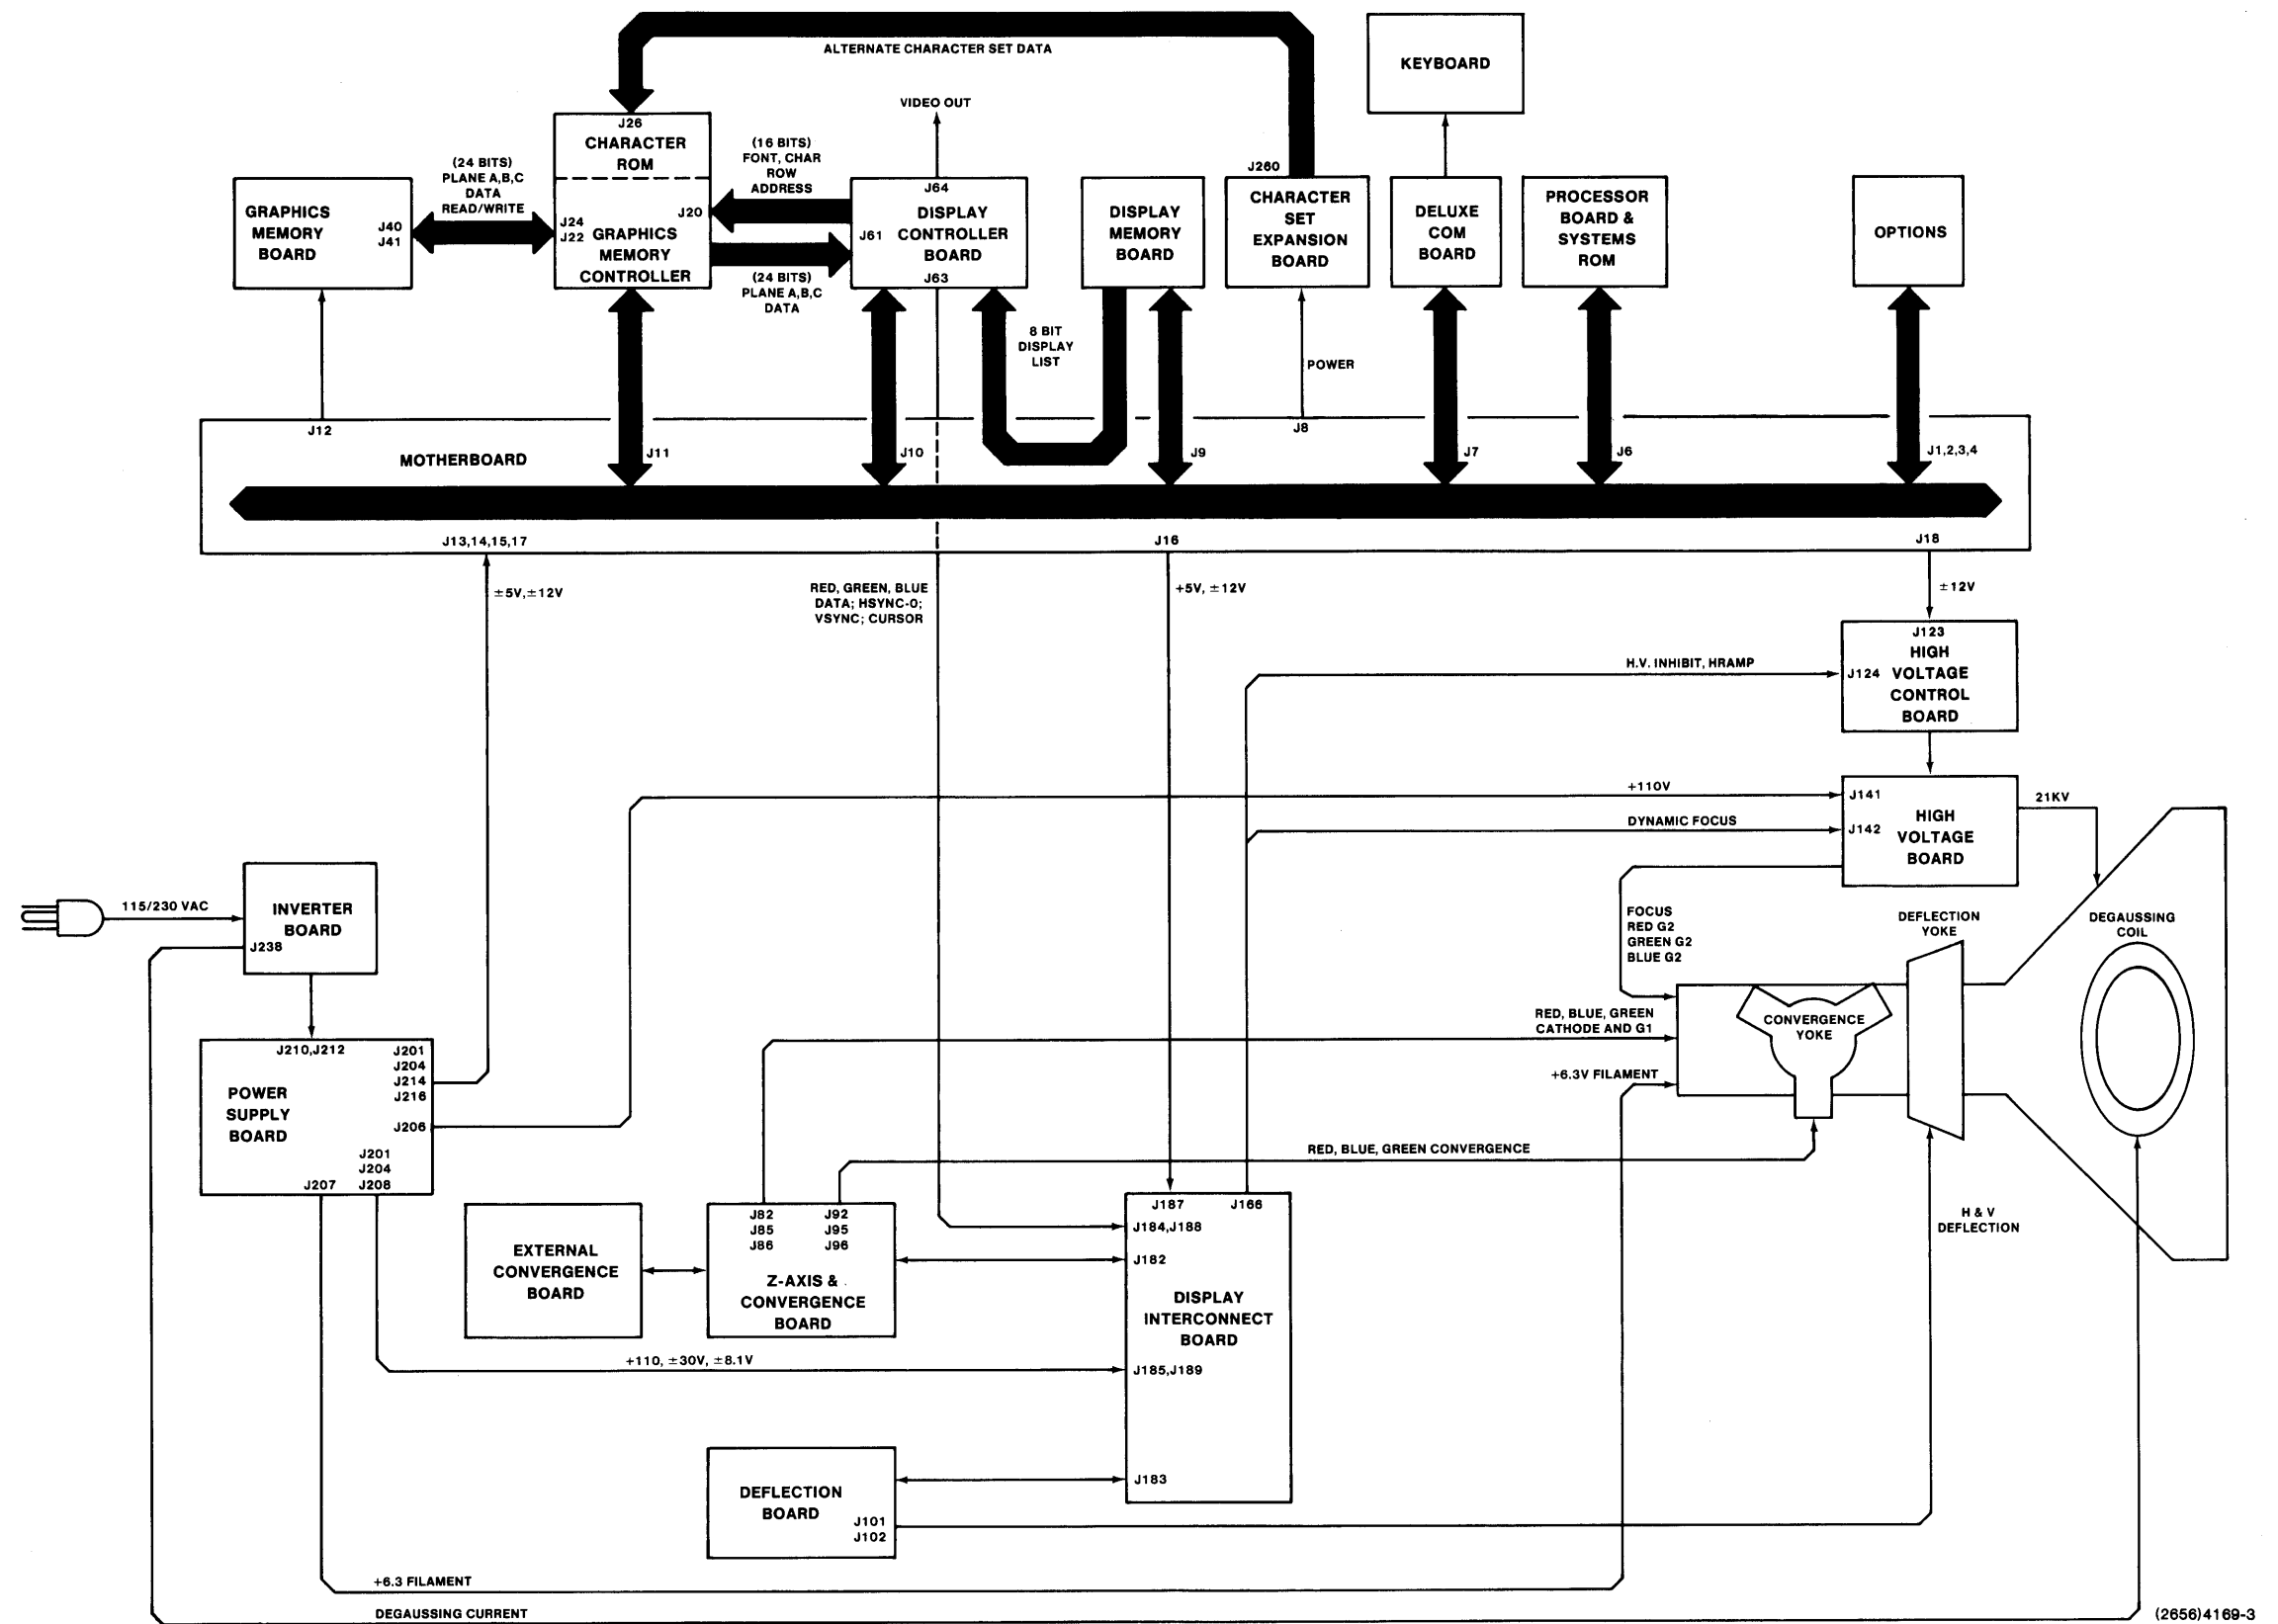 ALTERNATE CHARACTER SET DATA
KEYBOARD
VIDEO OUT
J26
CHARACTER
ROM
(24 BITS)
PLANE A,B,C
DATA
READ/WRITE
(16 BITS)
FONT, CHAR
ROW
ADDRESS
J260
GRAPHICS
MEMORY
BOARD
J40
J41
J24
J22
J20
GRAPHICS
MEMORY
CONTROLLER
J64
DISPLAY
CONTROLLER
BOARD
J61
J63
(24 BITS)
PLANE A,B,C
DATA
DISPLAY
MEMORY
BOARD
CHARACTER
SET
EXPANSION
BOARD
DELUXE
COM
BOARD
PROCESSOR
BOARD &
SYSTEMS
ROM
OPTIONS
8 BIT
DISPLAY
LIST
POWER
J12
J8
MOTHERBOARD
J11
J10
J9
J7
J6
J1,2,3,4
J13,14,15,17
J16
J18
±5V,±12V
RED, GREEN, BLUE
DATA; HSYNC-0;
VSYNC; CURSOR
+5V, ±12V
±12V
J123
HIGH
VOLTAGE
CONTROL
BOARD
J124
H.V. INHIBIT, HRAMP
+110V
J141
DYNAMIC FOCUS
J142
HIGH
VOLTAGE
BOARD
21KV
115/230 VAC
INVERTER
BOARD
J238
FOCUS
RED G2
GREEN G2
BLUE G2
DEFLECTION
YOKE
DEGAUSSING
COIL
RED, BLUE, GREEN
CATHODE AND G1
CONVERGENCE
YOKE
+6.3V FILAMENT
J210,J212
J201
J204
J214
J216
POWER
SUPPLY
BOARD
J206
J201
J204
J208
J207
RED, BLUE, GREEN CONVERGENCE
H & V
DEFLECTION
EXTERNAL
CONVERGENCE
BOARD
J82
J85
J86
J92
J95
J96
Z-AXIS &
CONVERGENCE
BOARD
J187
J166
J184,J188
J182
DISPLAY
INTERCONNECT
BOARD
+110, ±30V, ±8.1V
J185,J189
J183
DEFLECTION
BOARD
J101
J102
+6.3 FILAMENT
DEGAUSSING CURRENT
(2656)4169-3